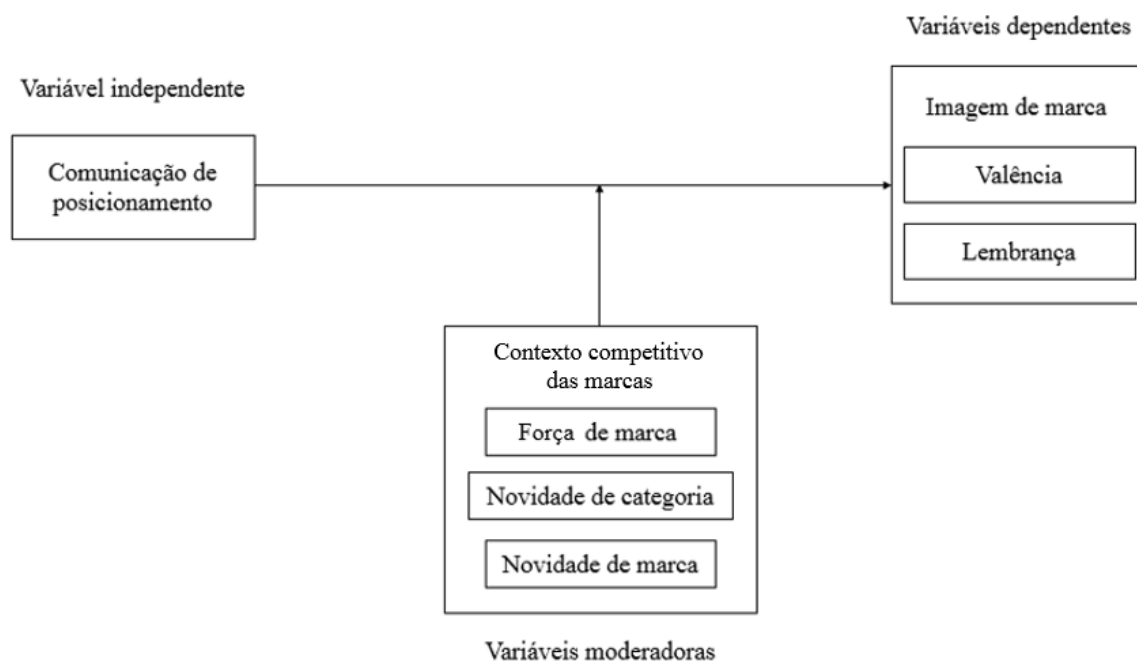 Variáveis dependentes
Variável independente
Imagem de marca
Comunicação de
posicionamento
Valência
Lembrança
Contexto competitivo
das marcas
Força de marca
Novidade de categoria
Novidade de marca
Variáveis moderadoras